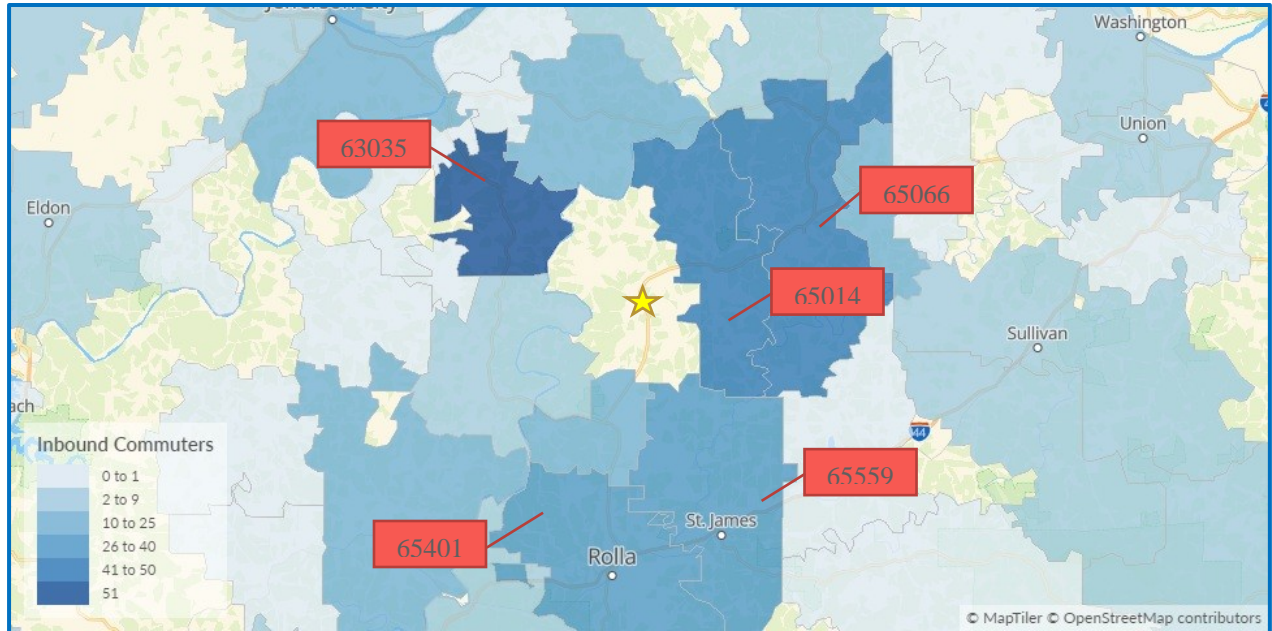 Washington
63035
Union
65066
Eldon
65014
Sullivan
ach
44
Inbound Commuters
0 to 1
2 to 9
10 to 25
26 to 40
41 to 50
51
65559
St. James
65401
Rolla
© MapTiler © OpenStreetMap contributors